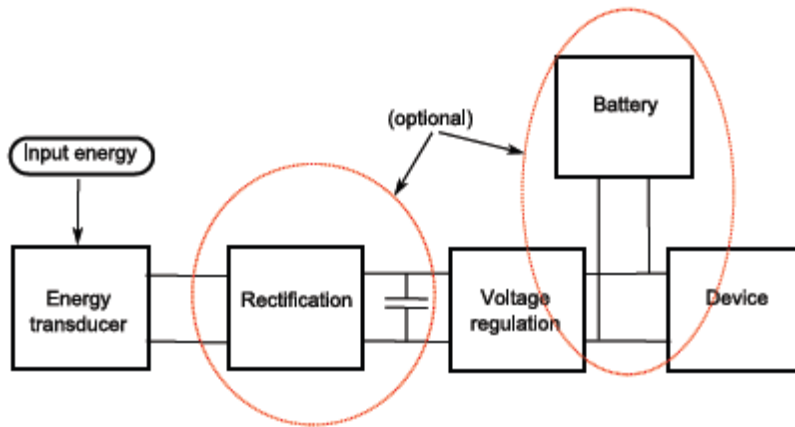 Battery
(optional)
Input energy
Energy
transducer
Rectification
Voltage
regulation
Device